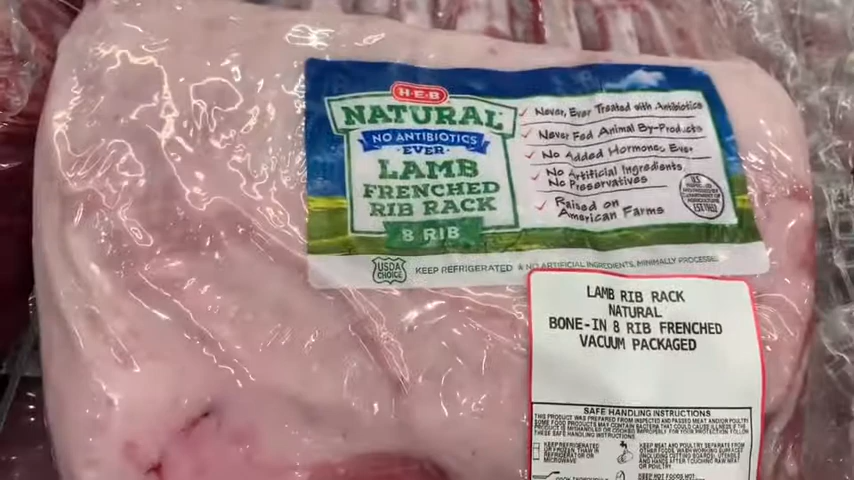 H-E-B
NATURAL*
NO ANTIBIOTICS
EVER
LAMB
FRENCHED
RIB RACK
8 RIB
✓ Never, Ever Treated with Antibiotics
✓ Never Fed Animal By-Products
✓ No Added Hormones
✓ No Artificial Ingredients or Preservatives
✓ Raised on American Farms
USDA CHOICE
KEEP REFRIGERATED
NO ARTIFICIAL INGREDIENTS, MINIMALLY PROCESSED
LAMB RIB RACK
NATURAL
BONE-IN 8 RIB FRENCHED
VACUUM PACKAGED
SAFE HANDLING INSTRUCTIONS
THIS PRODUCT WAS PREPARED FROM INSPECTED AND PASSED MEAT AND/OR POULTRY.
SOME FOOD PRODUCTS MAY CONTAIN BACTERIA THAT COULD CAUSE ILLNESS IF THE PRODUCT IS
MISHANDLED OR COOKED IMPROPERLY. FOR YOUR PROTECTION, FOLLOW
THESE SAFE HANDLING INSTRUCTIONS.
KEEP REFRIGERATED OR FROZEN.
THAW IN REFRIGERATOR OR
MICROWAVE.
KEEP RAW MEAT AND POULTRY SEPARATE FROM
OTHER FOODS. WASH WORKING SURFACES
(INCLUDING CUTTING BOARDS), UTENSILS,
AND HANDS AFTER TOUCHING RAW MEAT
OR POULTRY.
COOK THOROUGHLY.
KEEP HOT FOODS HOT.